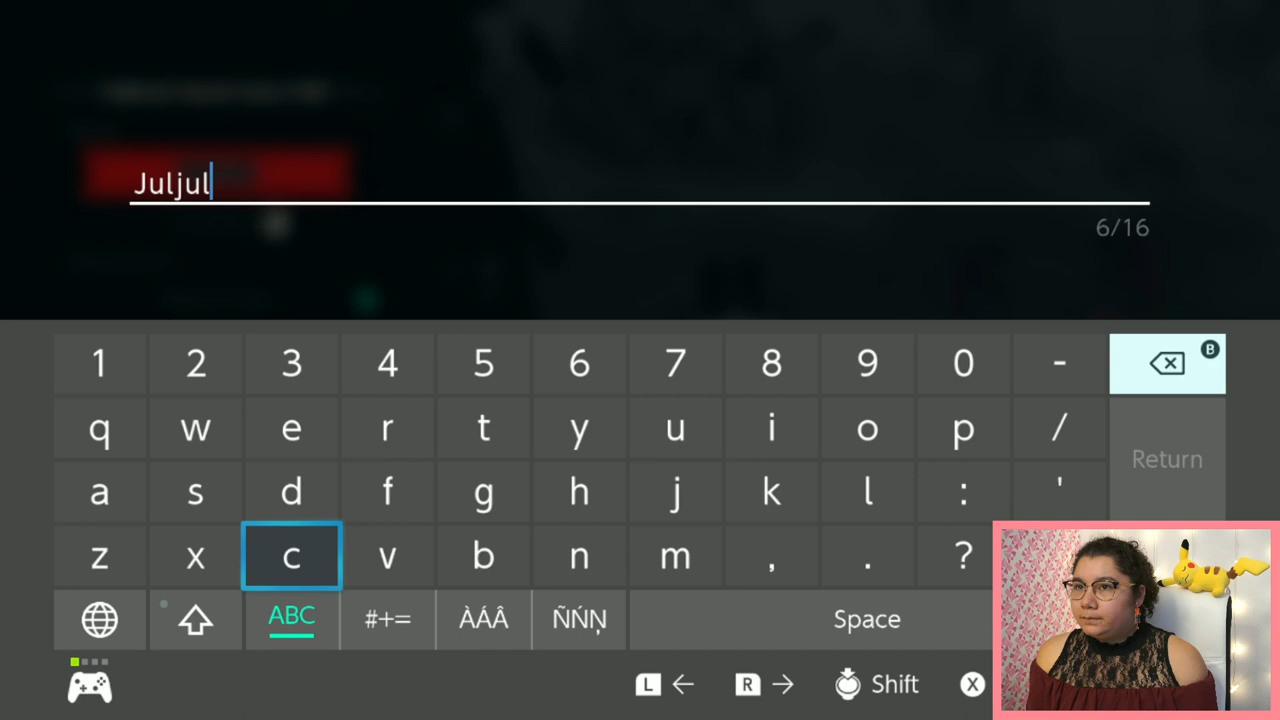 Juljul
6/16
1 2 3 4 5 6 7 8 9 0 - B
q w e r t y u i o p /
Return
a s d f g h j k l : '
z x c v b n m , . ?
ABC #+= ÀÁÂ ÑŃŅ Space
L ← R → Shift X